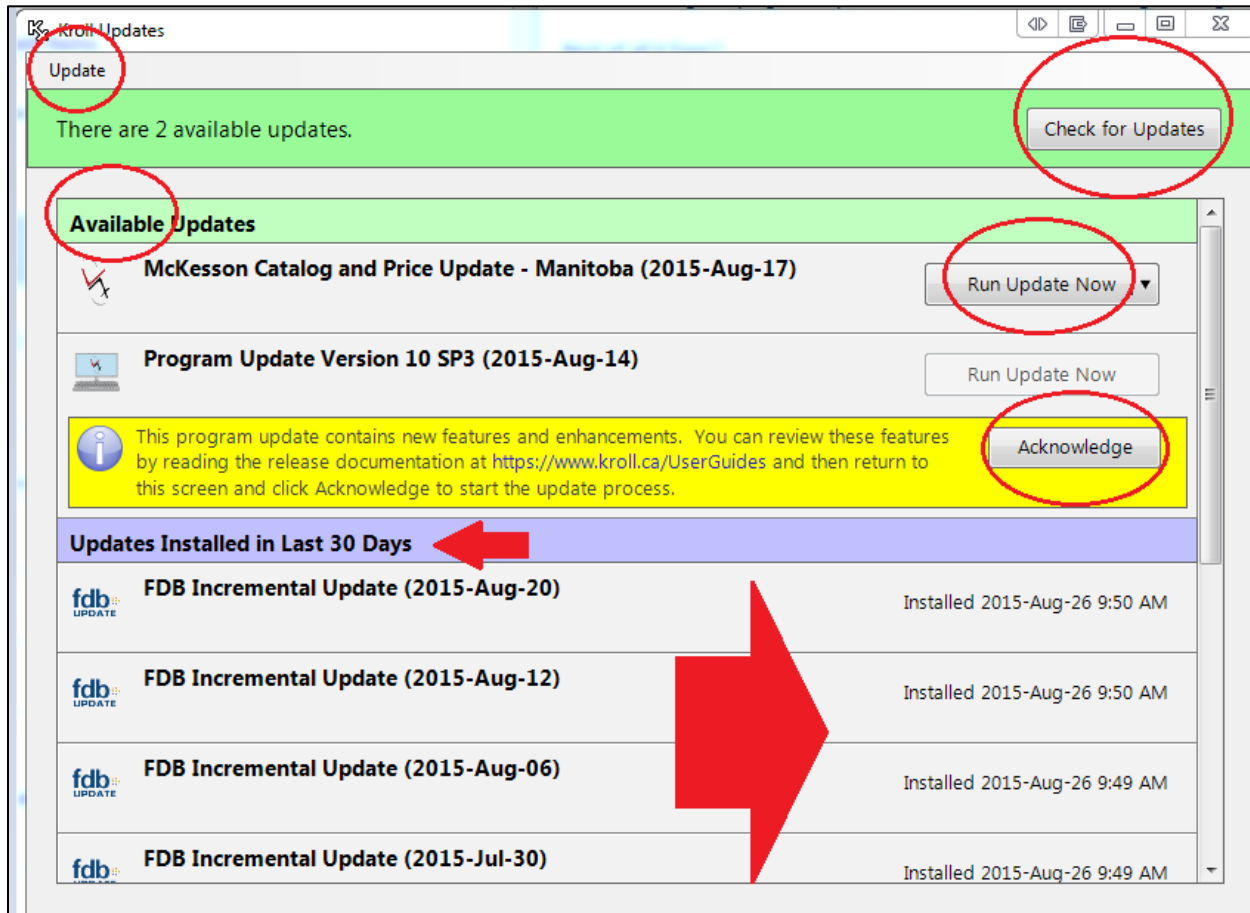 Kroll Updates
Update
There are 2 available updates.
Check for Updates
Available Updates
McKesson Catalog and Price Update - Manitoba (2015-Aug-17)
Run Update Now
Program Update Version 10 SP3 (2015-Aug-14)
Run Update Now
This program update contains new features and enhancements. You can review these features
by reading the release documentation at https://www.kroll.ca/UserGuides and then return to
this screen and click Acknowledge to start the update process.
Acknowledge
Updates Installed in Last 30 Days
fdb
UPDATE
FDB Incremental Update (2015-Aug-20)
Installed 2015-Aug-26 9:50 AM
fdb
UPDATE
FDB Incremental Update (2015-Aug-12)
Installed 2015-Aug-26 9:50 AM
fdb
UPDATE
FDB Incremental Update (2015-Aug-06)
Installed 2015-Aug-26 9:49 AM
fdb
FDB Incremental Update (2015-Jul-30)
Installed 2015-Aug-26 9:49 AM